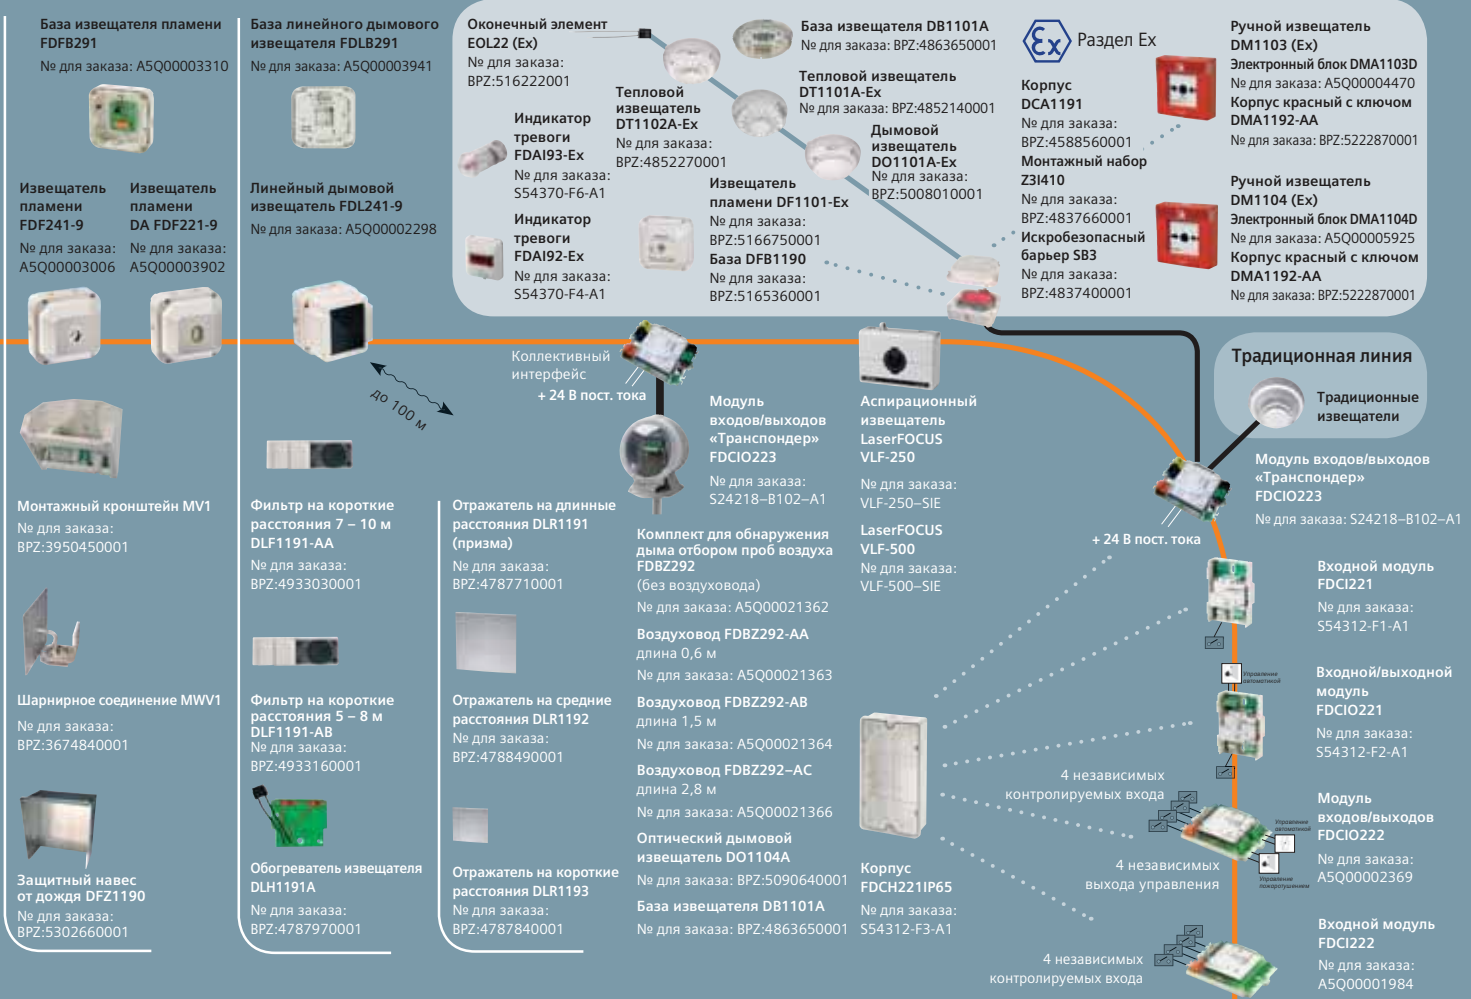 База извещателя пламени
FDFB291
№ для заказа: A5Q00003310
Извещатель
пламени
FDF241-9
№ для заказа:
A5Q00003006
Извещатель
пламени
DA FDF221-9
№ для заказа:
A5Q00003902
Монтажный кронштейн MV1
№ для заказа:
BPZ:3950450001
Шарнирное соединение MWV1
№ для заказа:
BPZ:3674840001
Защитный навес
от дождя DFZ1190
№ для заказа:
BPZ:5302660001
База линейного дымового
извещателя FDLB291
№ для заказа: A5Q00003941
Линейный дымовой
извещатель FDL241-9
№ для заказа: A5Q00002298
до 100 м
Фильтр на короткие
расстояния 7 – 10 м
DLF1191-AA
№ для заказа:
BPZ:4933030001
Фильтр на короткие
расстояния 5 – 8 м
DLF1191-AB
№ для заказа:
BPZ:4933160001
Обогреватель извещателя
DLH1191A
№ для заказа:
BPZ:4787970001
Отражатель на длинные
расстояния DLR1191
(призма)
№ для заказа:
BPZ:4787710001
Отражатель на средние
расстояния DLR1192
№ для заказа:
BPZ:4788490001
Отражатель на короткие
расстояния DLR1193
№ для заказа:
BPZ:4787840001
Оконечный элемент
EOL22 (Ex)
№ для заказа:
BPZ:516222001
Индикатор
тревоги
FDAI93-Ex
№ для заказа:
S54370-F6-A1
Индикатор
тревоги
FDAI92-Ex
№ для заказа:
S54370-F4-A1
Тепловой
извещатель
DT1102A-Ex
№ для заказа:
BPZ:4852270001
База извещателя DB1101A
№ для заказа: BPZ:4863650001
Тепловой извещатель
DT1101A-Ex
№ для заказа: BPZ:4852140001
Дымовой
извещатель
DO1101A-Ex
№ для заказа:
BPZ:5008010001
Извещатель
пламени DF1101-Ex
№ для заказа:
BPZ:5166750001
База DFB1190
№ для заказа:
BPZ:5165360001
Ex
Раздел Ex
Корпус
DCA1191
№ для заказа:
BPZ:4588560001
Монтажный набор
Z3I410
№ для заказа:
BPZ:4837660001
Искробезопасный
барьер SB3
№ для заказа:
BPZ:4837400001
Ручной извещатель
DM1103 (Ex)
Электронный блок DMA1103D
№ для заказа: A5Q00004470
Корпус красный с ключом
DMA1192-AA
№ для заказа: BPZ:5222870001
Ручной извещатель
DM1104 (Ex)
Электронный блок DMA1104D
№ для заказа: A5Q00005925
Корпус красный с ключом
DMA1192-AA
№ для заказа: BPZ:5222870001
Коллективный
интерфейс
+ 24 В пост. тока
Модуль
входов/выходов
«Транспондер»
FDCIO223
№ для заказа:
S24218–B102–A1
Комплект для обнаружения
дыма отбором проб воздуха
FDBZ292
(без воздуховода)
№ для заказа: A5Q00021362
Воздуховод FDBZ292-AA
длина 0,6 м
№ для заказа: A5Q00021363
Воздуховод FDBZ292-AB
длина 1,5 м
№ для заказа: A5Q00021364
Воздуховод FDBZ292–AC
длина 2,8 м
№ для заказа: A5Q00021366
Оптический дымовой
извещатель DO1104A
№ для заказа: BPZ:5090640001
База извещателя DB1101A
№ для заказа: BPZ:4863650001
Аспирационный
извещатель
LaserFOCUS
VLF-250
№ для заказа:
VLF-250–SIE
LaserFOCUS
VLF-500
№ для заказа:
VLF-500–SIE
Корпус
FDCH221IP65
№ для заказа:
S54312-F3-A1
Традиционная линия
Традиционные
извещатели
Модуль входов/выходов
«Транспондер»
FDCIO223
№ для заказа: S24218–B102–A1
+ 24 В пост. тока
Входной модуль
FDCI221
№ для заказа:
S54312-F1-A1
Управление
автоматикой
Входной/выходной
модуль
FDCIO221
№ для заказа:
S54312-F2-A1
4 независимых
контролируемых входа
Управление
автоматикой
Модуль
входов/выходов
FDCIO222
№ для заказа:
A5Q00002369
4 независимых
выхода управления
Управление
пожаротушением
Входной модуль
FDCI222
№ для заказа:
A5Q00001984
4 независимых
контролируемых входа